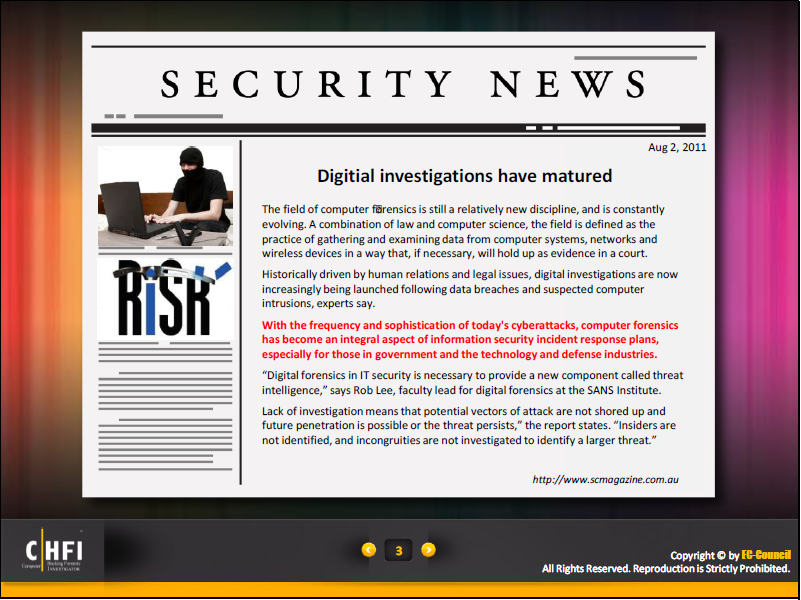 SECURITY NEWS
Aug 2, 2011
Digitial investigations have matured
The field of computer forensics is still a relatively new discipline, and is constantly
evolving. A combination of law and computer science, the field is defined as the
practice of gathering and examining data from computer systems, networks and
wireless devices in a way that, if necessary, will hold up as evidence in a court.
Historically driven by human relations and legal issues, digital investigations are now
increasingly being launched following data breaches and suspected computer
intrusions, experts say.
With the frequency and sophistication of today's cyberattacks, computer forensics
has become an integral aspect of information security incident response plans,
especially for those in government and the technology and defense industries.
“Digital forensics in IT security is necessary to provide a new component called threat
intelligence,” says Rob Lee, faculty lead for digital forensics at the SANS Institute.
Lack of investigation means that potential vectors of attack are not shored up and
future penetration is possible or the threat persists,” the report states. “Insiders are
not identified, and incongruities are not investigated to identify a larger threat.”
http://www.scmagazine.com.au
RiSK
CHFI
Computer Hacking Forensic
INVESTIGATOR
3
Copyright © by EC-Council
All Rights Reserved. Reproduction is Strictly Prohibited.